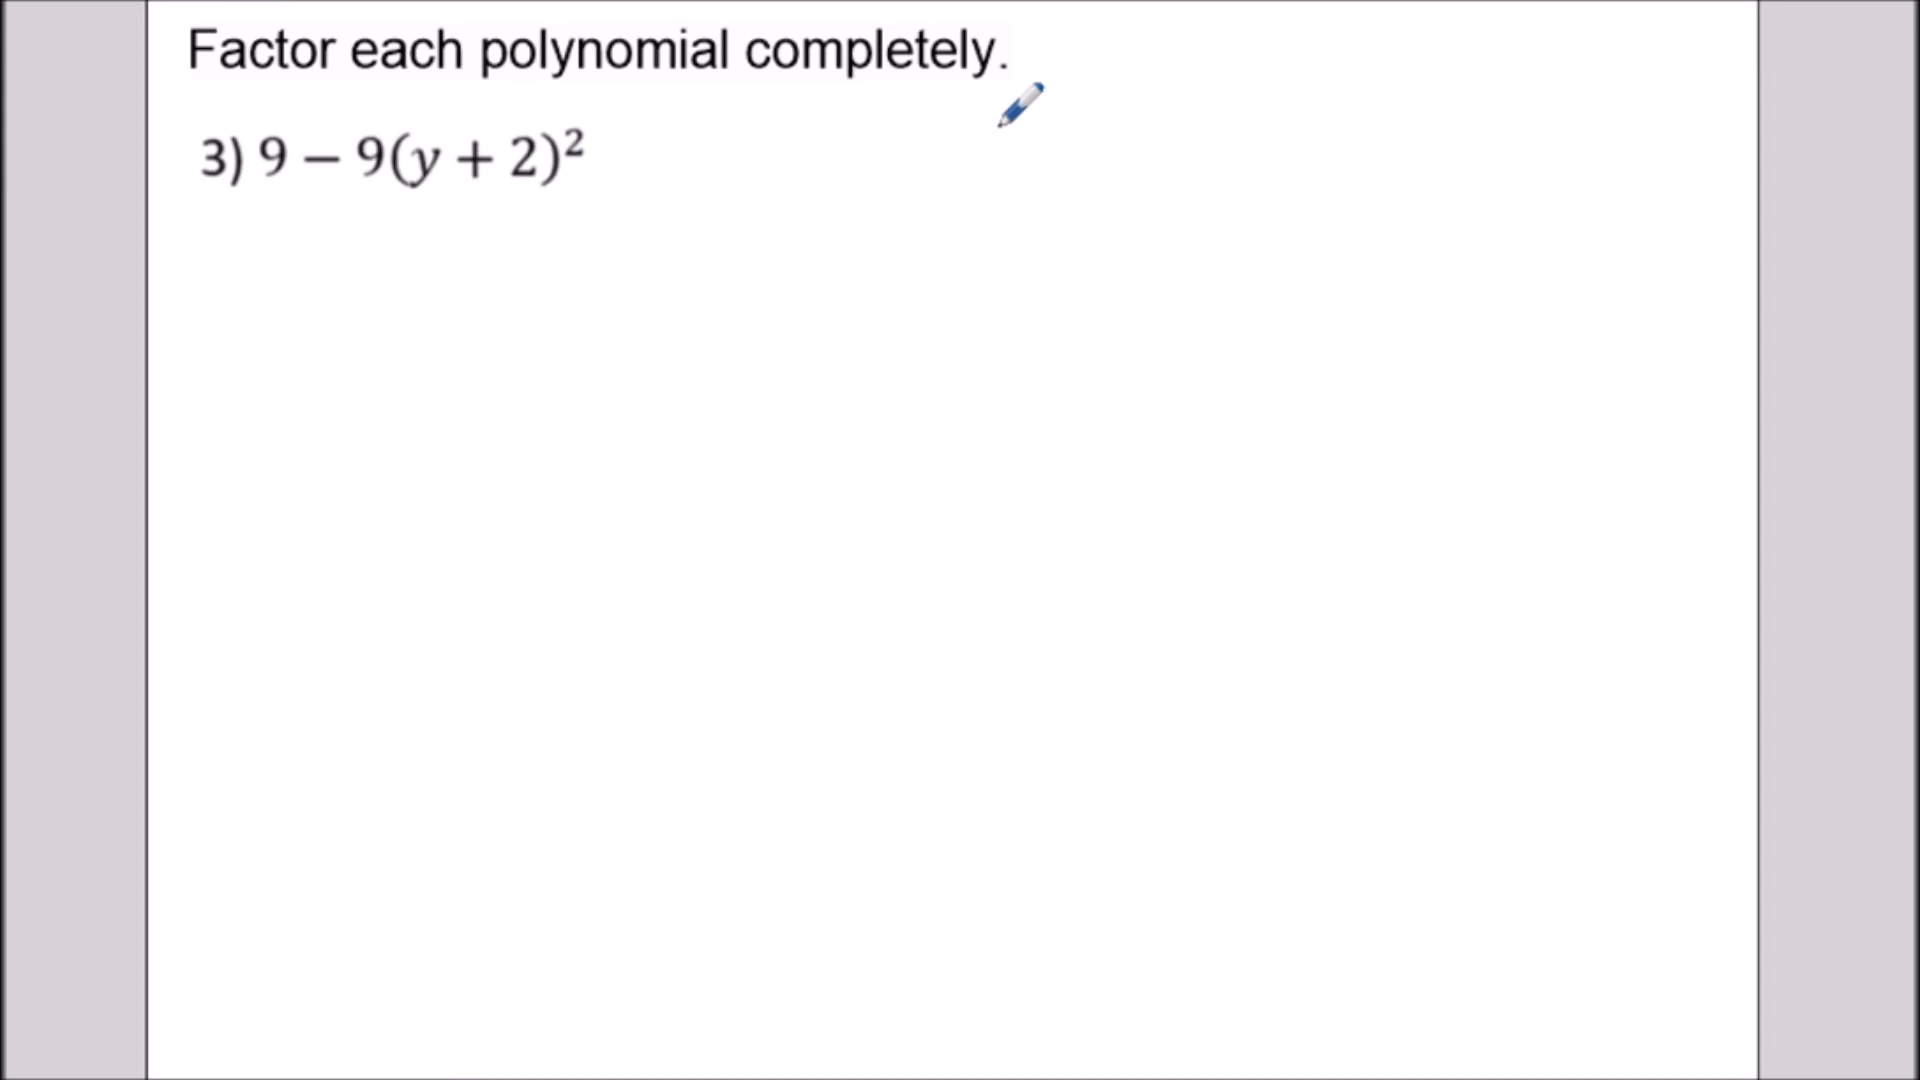 Factor each polynomial completely.
3) 9 − 9(y + 2)²